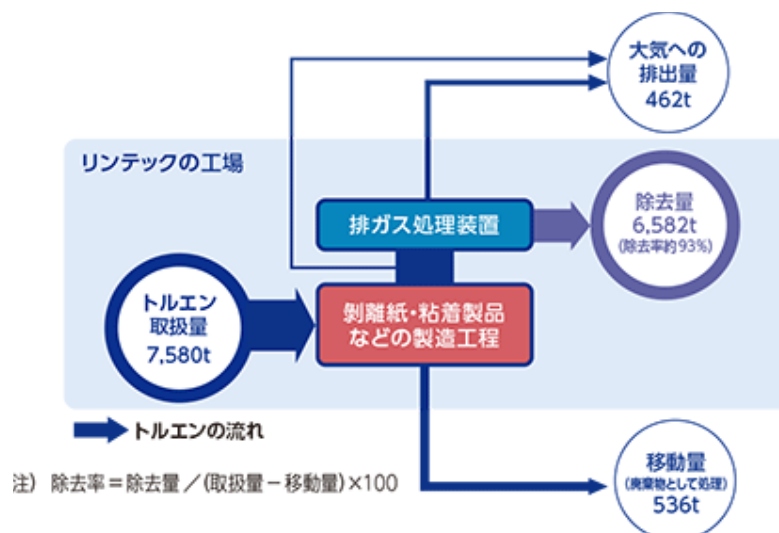 大気への
排出量
462t
リンテックの工場
排ガス処理装置
除去量
6,582t
(除去率約93%)
トルエン
取扱量
7,580t
剝離紙・粘着製品
などの製造工程
トルエンの流れ
移動量
(廃棄物として処理)
536t
注) 除去率=除去量/(取扱量-移動量)×100